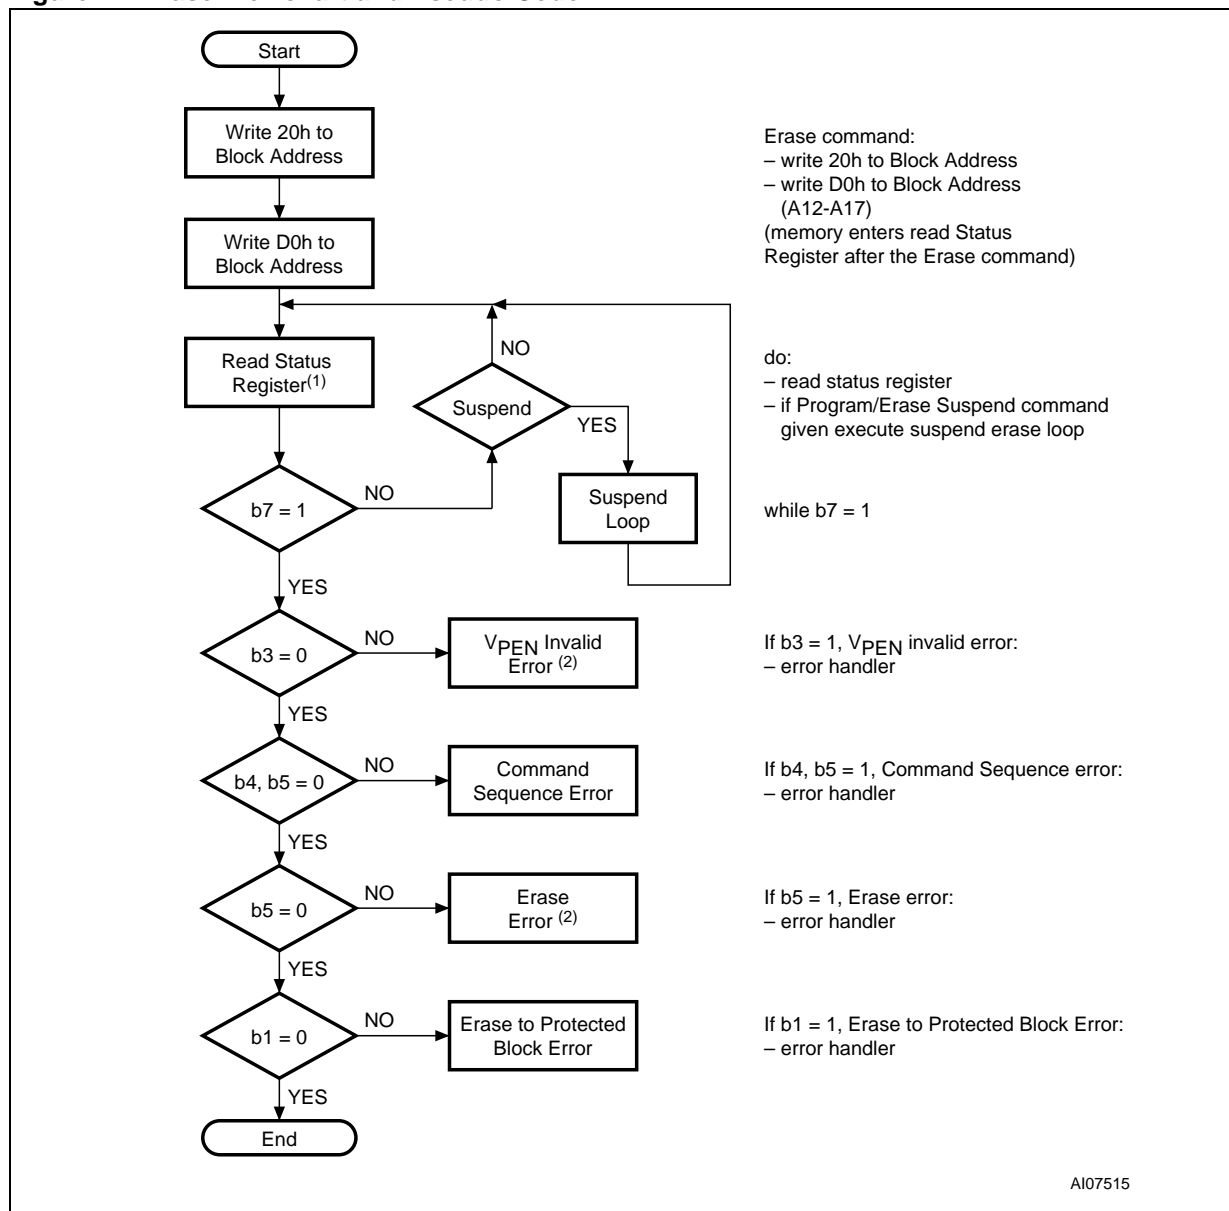 Start
Write 20h to
Block Address
Write D0h to
Block Address
Read Status
Register(1)
NO
Suspend
YES
Suspend
Loop
b7 = 1
NO
YES
b3 = 0
NO
VPEN Invalid
Error (2)
YES
b4, b5 = 0
NO
Command
Sequence Error
YES
b5 = 0
NO
Erase
Error (2)
YES
b1 = 0
NO
Erase to Protected
Block Error
YES
End
Erase command:
– write 20h to Block Address
– write D0h to Block Address
(A12-A17)
(memory enters read Status
Register after the Erase command)
do:
– read status register
– if Program/Erase Suspend command
given execute suspend erase loop
while b7 = 1
If b3 = 1, VPEN invalid error:
– error handler
If b4, b5 = 1, Command Sequence error:
– error handler
If b5 = 1, Erase error:
– error handler
If b1 = 1, Erase to Protected Block Error:
– error handler
AI07515